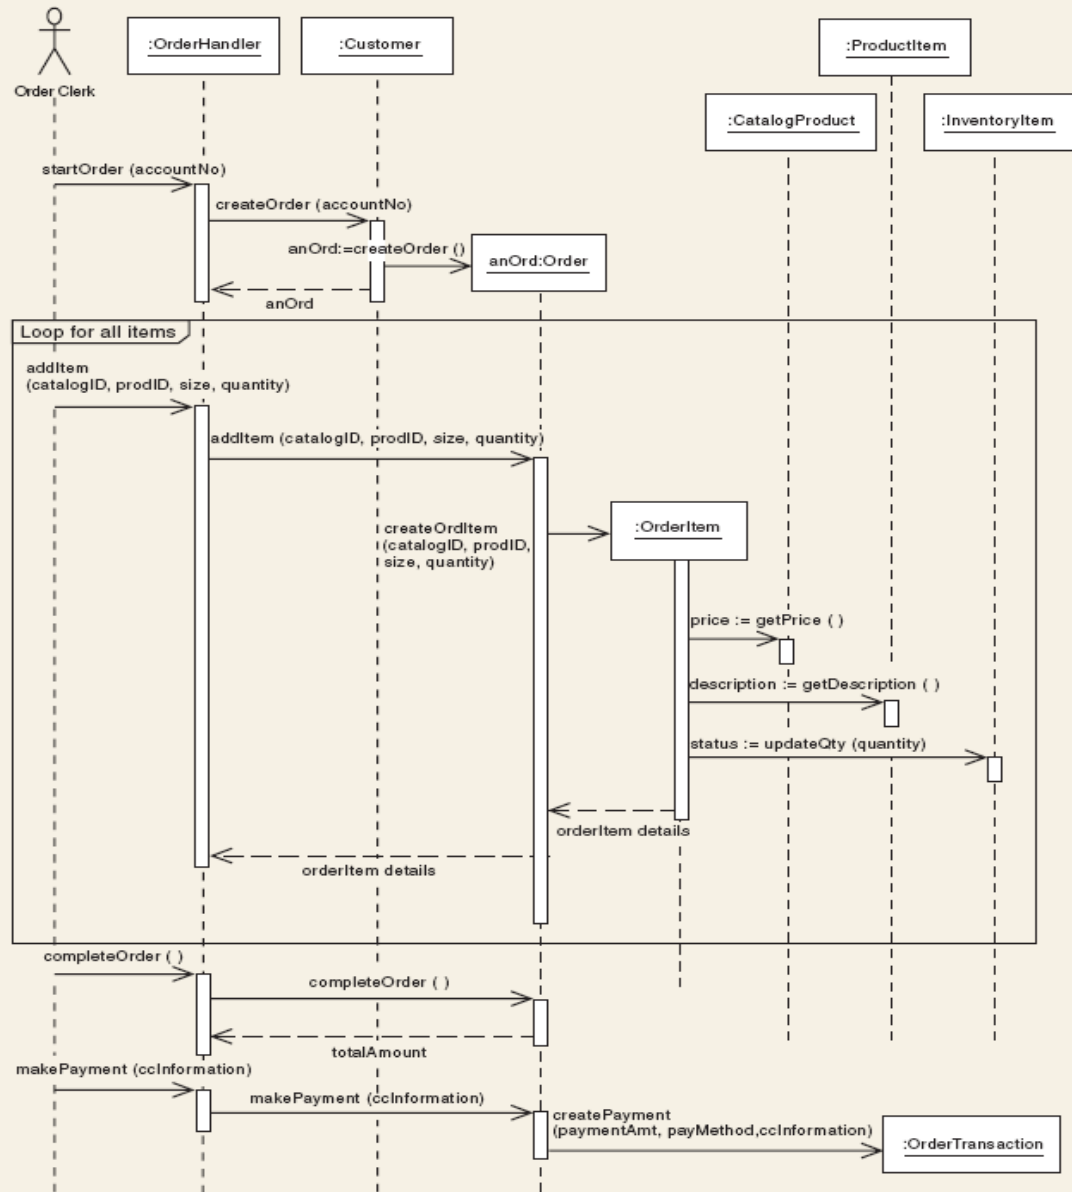 :OrderHandler
:Customer
:ProductItem
Order Clerk
:CatalogProduct
:InventoryItem
startOrder (accountNo)
createOrder (accountNo)
anOrd:=createOrder ()
anOrd:Order
anOrd
Loop for all items
addItem
(catalogID, prodID, size, quantity)
addItem (catalogID, prodID, size, quantity)
createOrdItem
(catalogID, prodID,
size, quantity)
:OrderItem
price := getPrice ( )
description := getDescription ( )
status := updateQty (quantity)
orderItem details
orderItem details
completeOrder ( )
completeOrder ( )
totalAmount
makePayment (ccInformation)
makePayment (ccInformation)
createPayment
(paymentAmt, payMethod,ccInformation)
:OrderTransaction